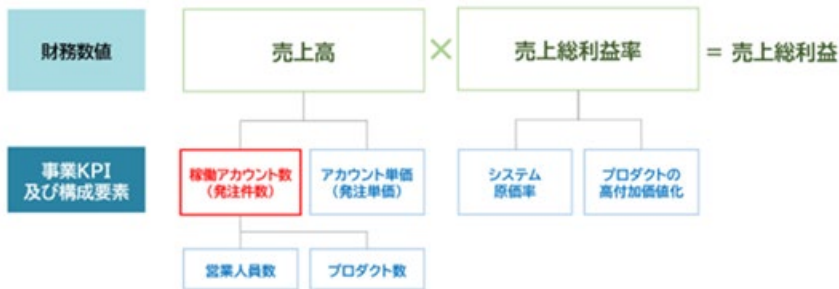 財務数値
売上高
×
売上総利益率
= 売上総利益
事業KPI
及び構成要素
稼働アカウント数
(発注件数)
アカウント単価
(発注単価)
システム
原価率
プロダクトの
高付加価値化
営業人員数
プロダクト数